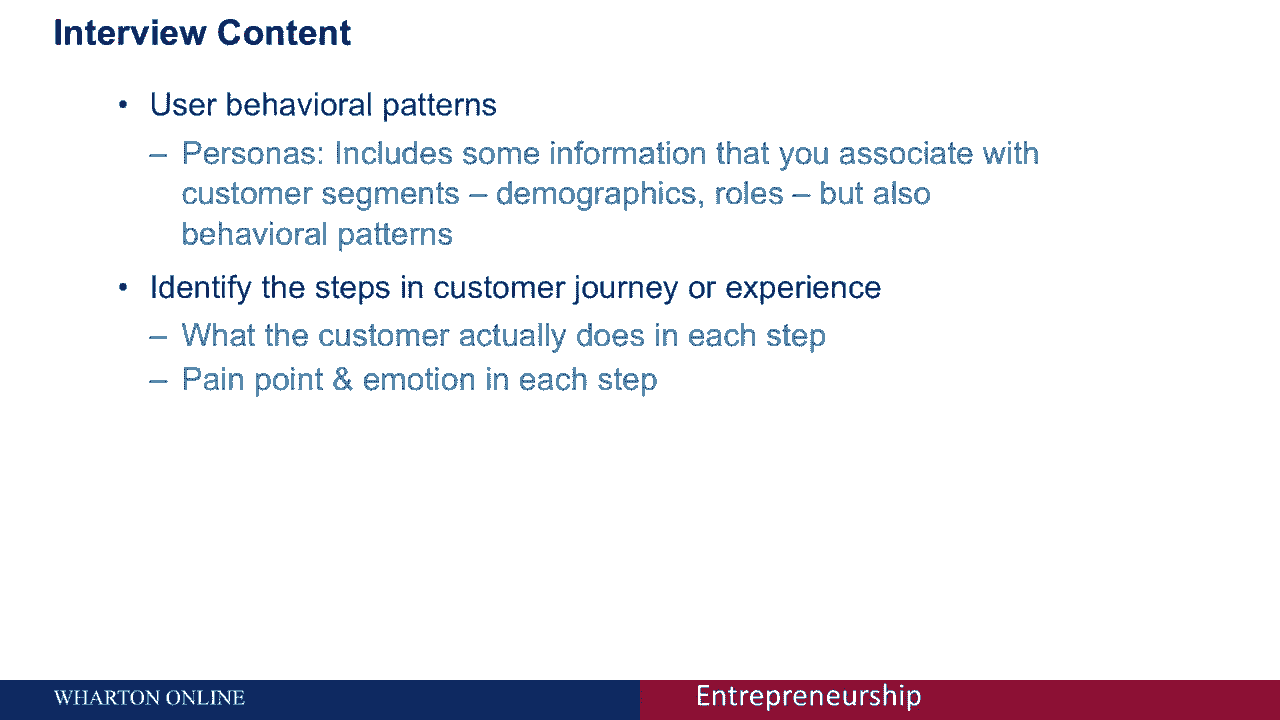 Interview Content
• User behavioral patterns
– Personas: Includes some information that you associate with
customer segments – demographics, roles – but also
behavioral patterns
• Identify the steps in customer journey or experience
– What the customer actually does in each step
– Pain point & emotion in each step
WHARTON ONLINE
Entrepreneurship